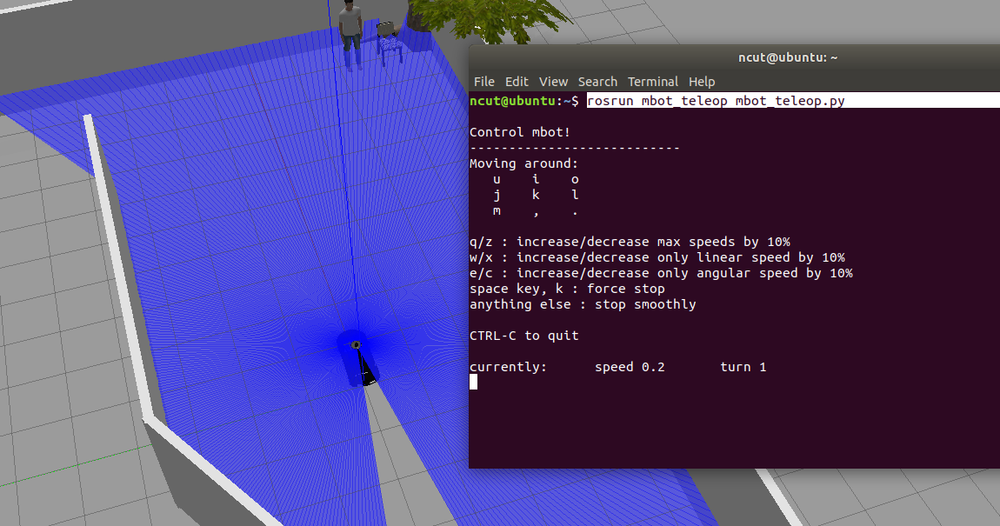 ncut@ubuntu: ~
File Edit View Search Terminal Help
ncut@ubuntu:~$ rosrun mbot_teleop mbot_teleop.py
Control mbot!
---------------------------
Moving around:
u i o
j k l
m , .
q/z : increase/decrease max speeds by 10%
w/x : increase/decrease only linear speed by 10%
e/c : increase/decrease only angular speed by 10%
space key, k : force stop
anything else : stop smoothly
CTRL-C to quit
currently: speed 0.2 turn 1